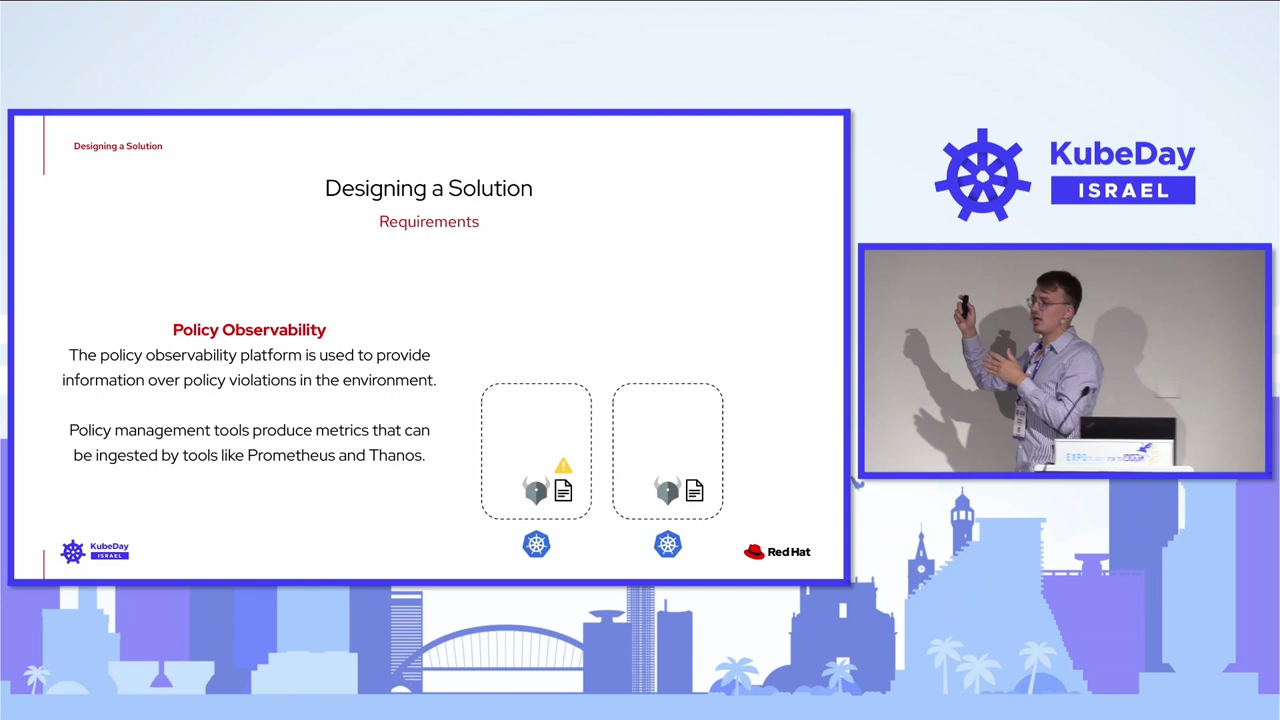 Designing a Solution
Designing a Solution
Requirements
Policy Observability
The policy observability platform is used to provide
information over policy violations in the environment.
Policy management tools produce metrics that can
be ingested by tools like Prometheus and Thanos.
KubeDay
ISRAEL
Red Hat
KubeDay
ISRAEL
EXPO